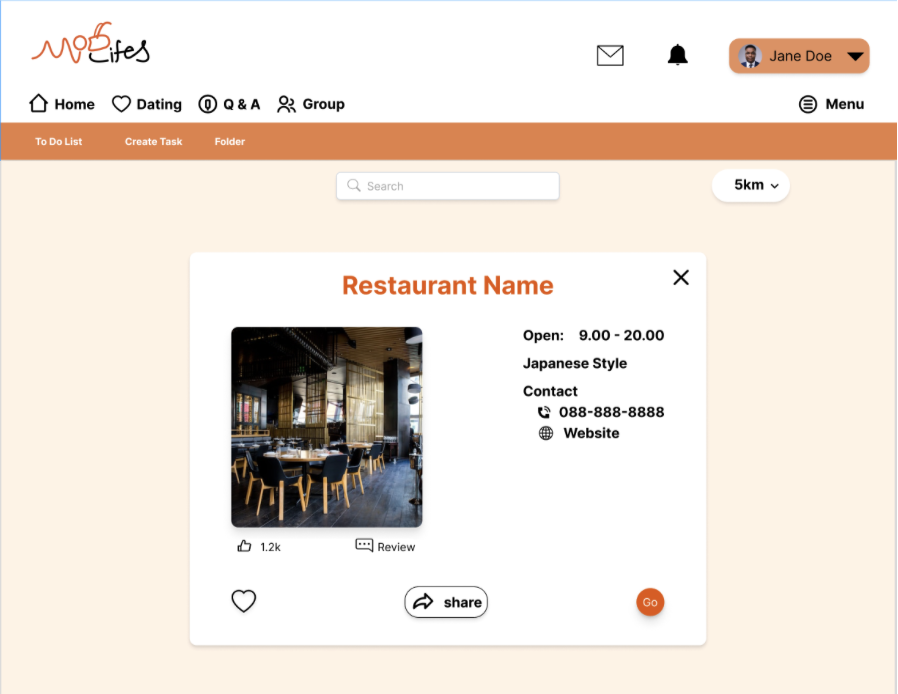 MobLifes
Jane Doe
Home Dating Q & A Group Menu
To Do List Create Task Folder
Search 5km
Restaurant Name
Open: 9.00 - 20.00
Japanese Style
Contact
088-888-8888
Website
1.2k Review
share Go